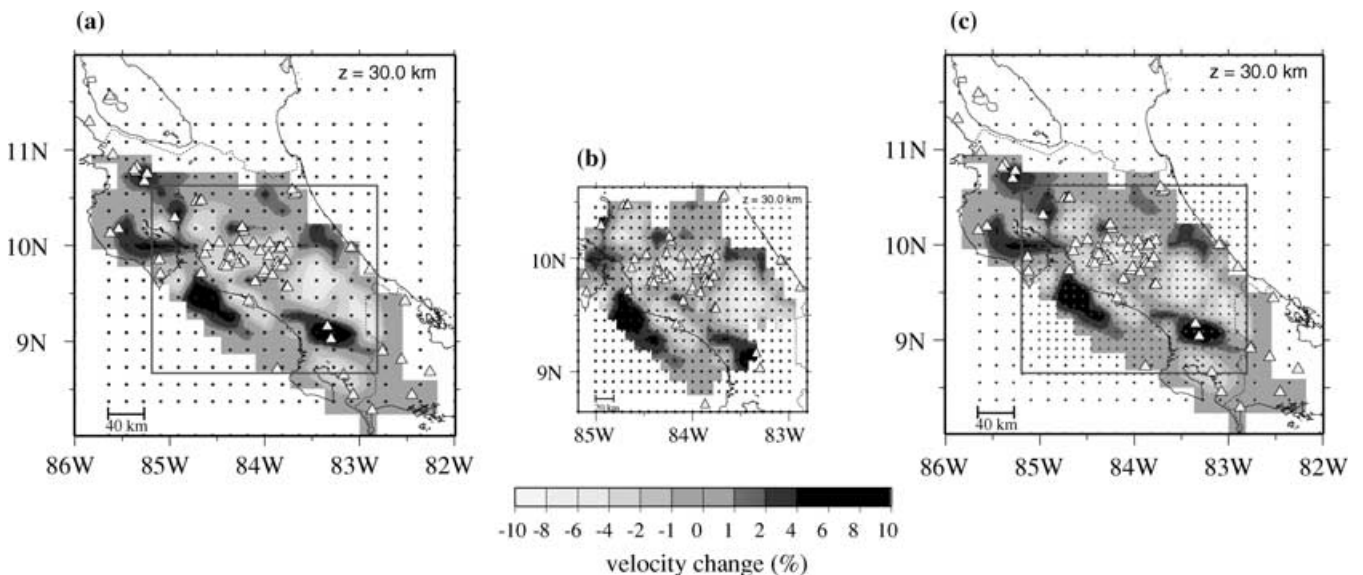 (a)
z = 30.0 km
11N
10N
9N
40 km
86W 85W 84W 83W 82W
(b)
z = 30.0 km
10N
9N
85W 84W 83W
(c)
z = 30.0 km
11N
10N
9N
40 km
86W 85W 84W 83W 82W
-10 -8 -6 -4 -2 -1 0 1 2 4 6 8 10
velocity change (%)